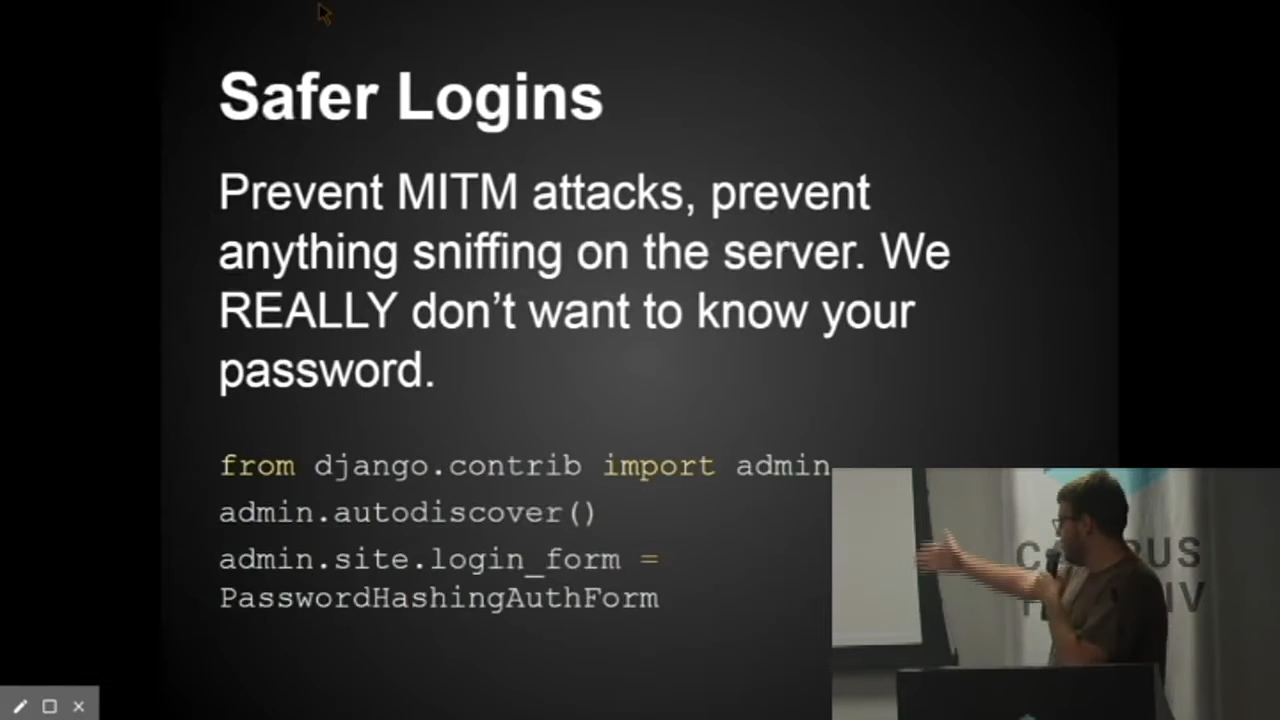 Safer Logins
Prevent MITM attacks, prevent
anything sniffing on the server. We
REALLY don’t want to know your
password.
from django.contrib import admin
admin.autodiscover()
admin.site.login_form =
PasswordHashingAuthForm